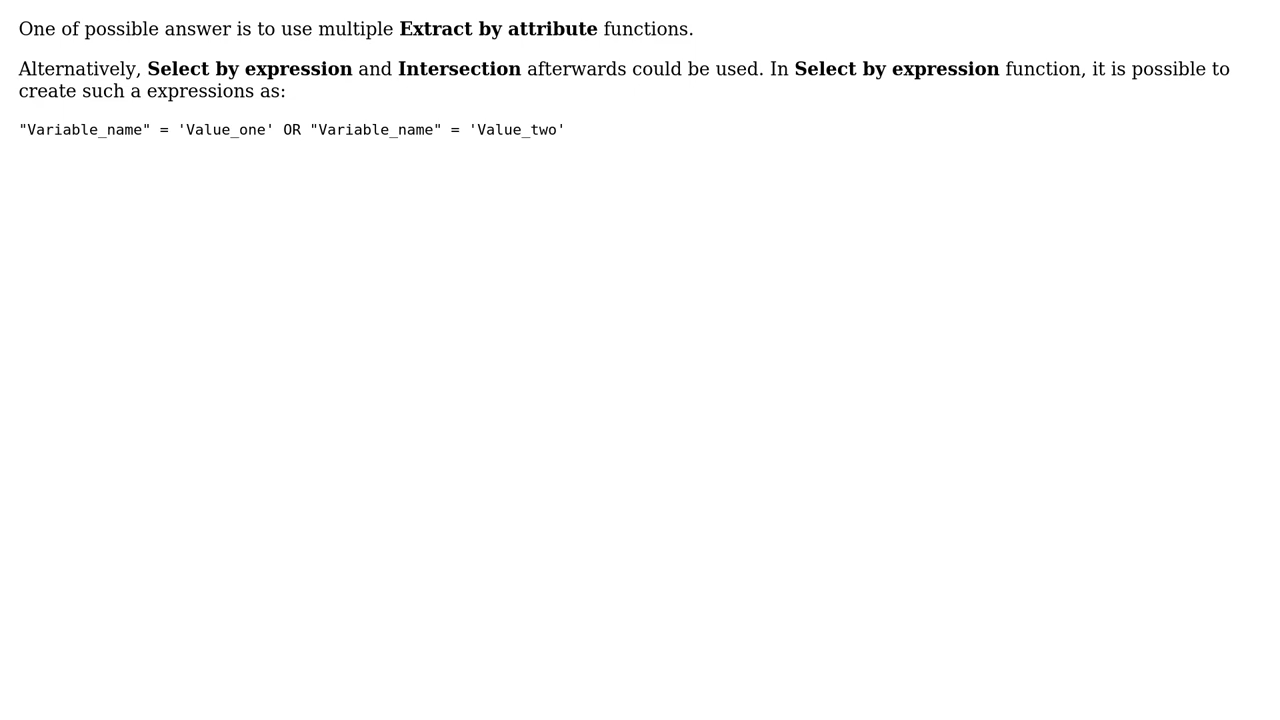 One of possible answer is to use multiple Extract by attribute functions.
Alternatively, Select by expression and Intersection afterwards could be used. In Select by expression function, it is possible to
create such a expressions as:
"Variable_name" = 'Value_one' OR "Variable_name" = 'Value_two'